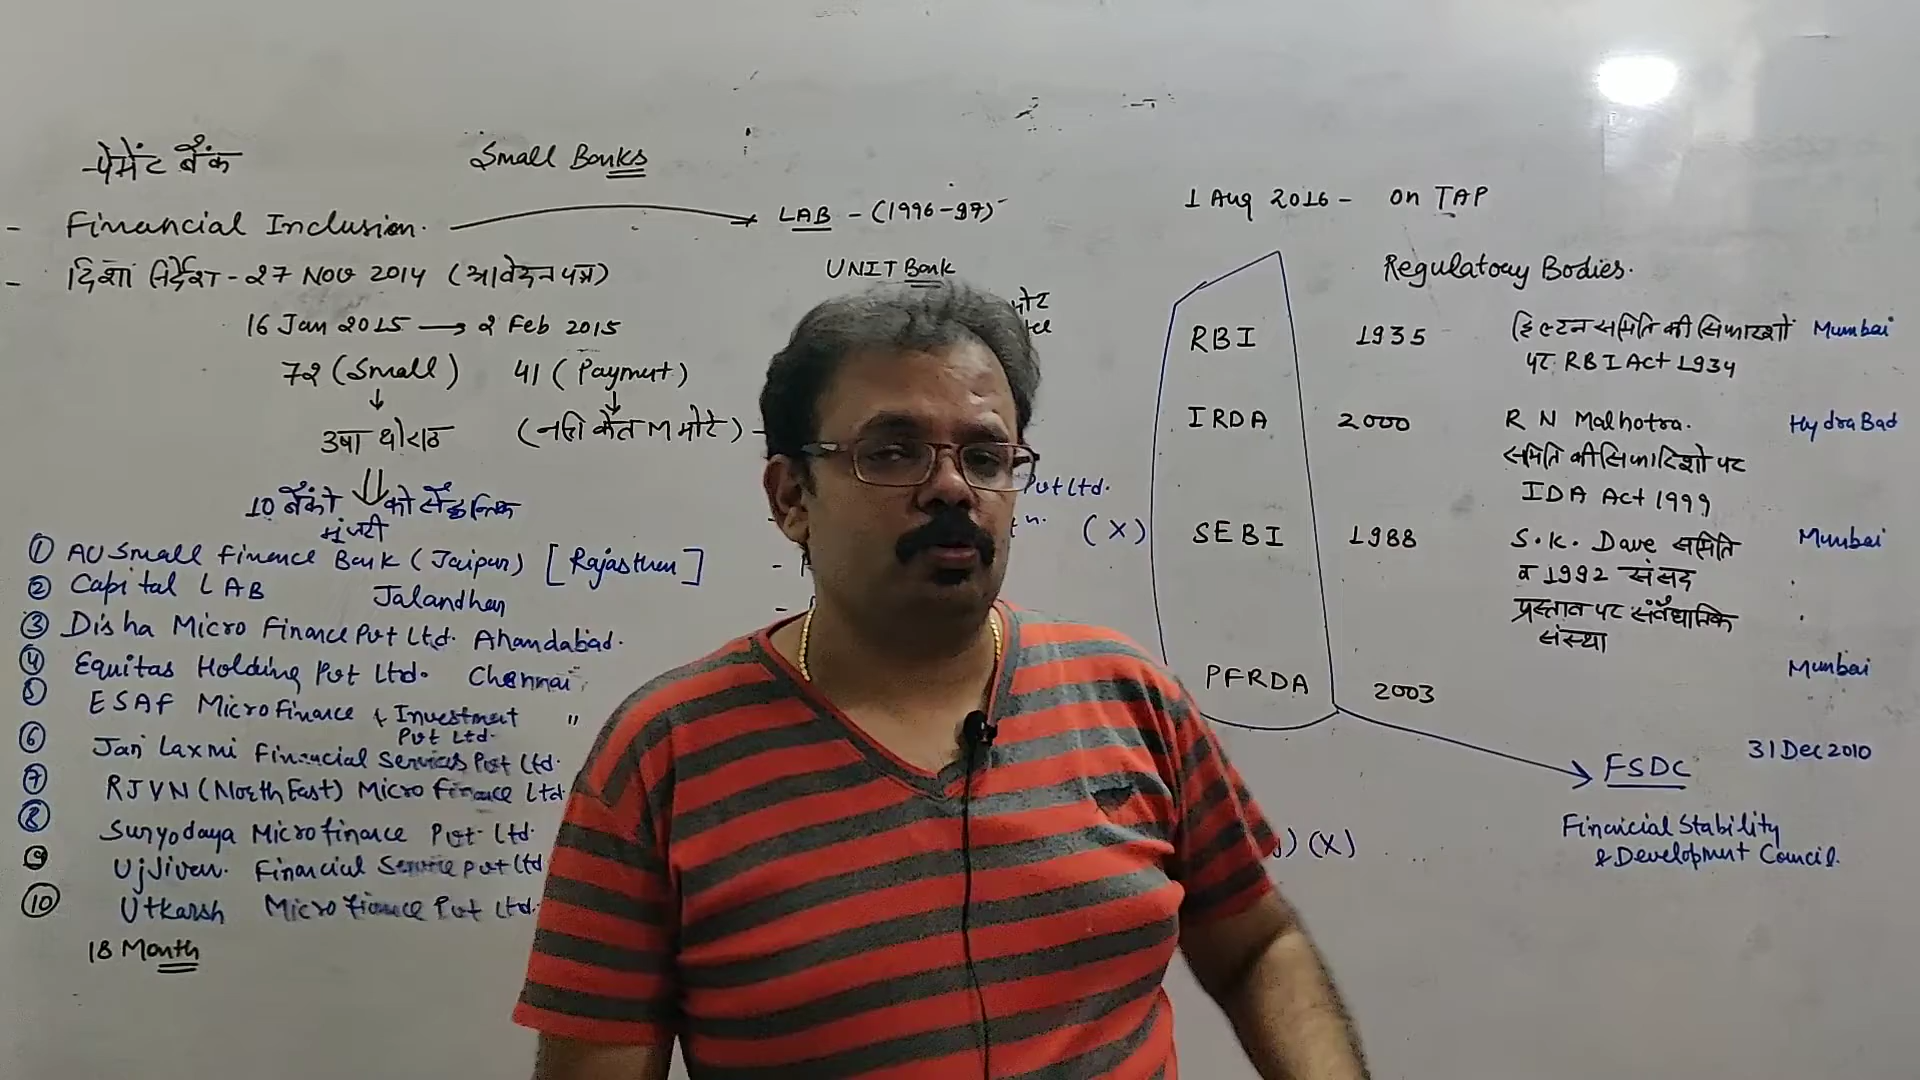 पेमेंट बैंक
Small Banks
- Financial Inclusion.
LAB - (1996-97)
- दिशा निर्देश - 27 Nov 2014 (आवेदन पत्र)
UNIT Bank
16 Jan 2015 → 2 Feb 2015
72 (Small) 41 (Paymnt)
↓ ↓
उषा थोराट (नचिकेत M मोटे) -
10 बैंको को सैद्धान्तिक
मंजूरी
① AU Small Finance Bank (Jaipur) [Rajasthan]
② Capital LAB Jalandhar
③ Disha Micro Finance Pvt Ltd. Ahamdabad.
④ Equitas Holding Pvt Ltd. Chennai
⑤ ESAF Microfinance & Investment "
Pvt Ltd.
⑥ Jan Laxmi Financial Services Pvt Ltd.
⑦ RJVN (North East) Micro Finance Ltd
⑧ Suryodaya Microfinance Pvt Ltd.
⑨ Ujjivan. Financial Service Pvt Ltd
⑩ Utkarsh Microfinance Pvt Ltd.
18 Month
Pvt Ltd.
(X)
) (X)
1 Aug 2016 - on TAP
Regulatory Bodies.
RBI 1935 हिल्टन समिति की सिफारशों Mumbai
पर RBI Act 1934
IRDA 2000 R N Malhotra. HydraBad
समिति की सिफारिशो पर
IDA Act 1999
SEBI 1988 S.K. Dave समिति Mumbai
व 1992 संसद
प्रस्ताव पर संवैधानिक
संस्था
PFRDA 2003 Mumbai
FSDC 31 Dec 2010
Financial Stability
& Development Council.